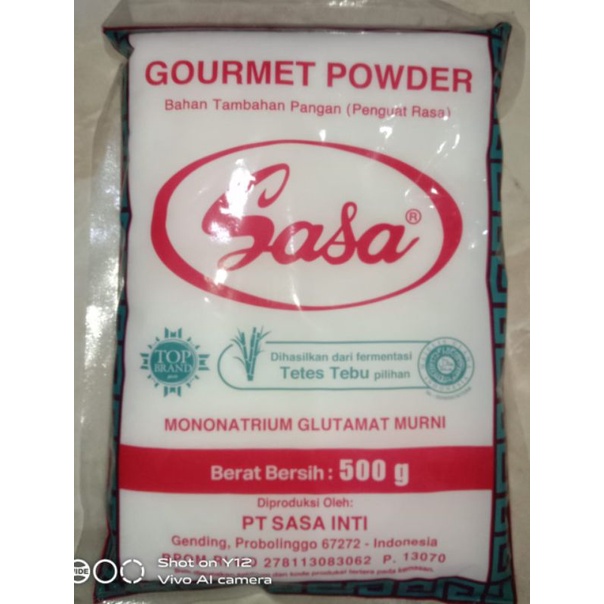 GOURMET POWDER
Bahan Tambahan Pangan (Penguat Rasa)
Sasa®
TOP
BRAND
Dihasilkan dari fermentasi
Tetes Tebu pilihan
MONONATRIUM GLUTAMAT MURNI
Berat Bersih : 500 g
Diproduksi Oleh:
PT SASA INTI
Gending, Probolinggo 67272 - Indonesia
278113083062 P. 13070
Shot on Y12
Vivo AI camera